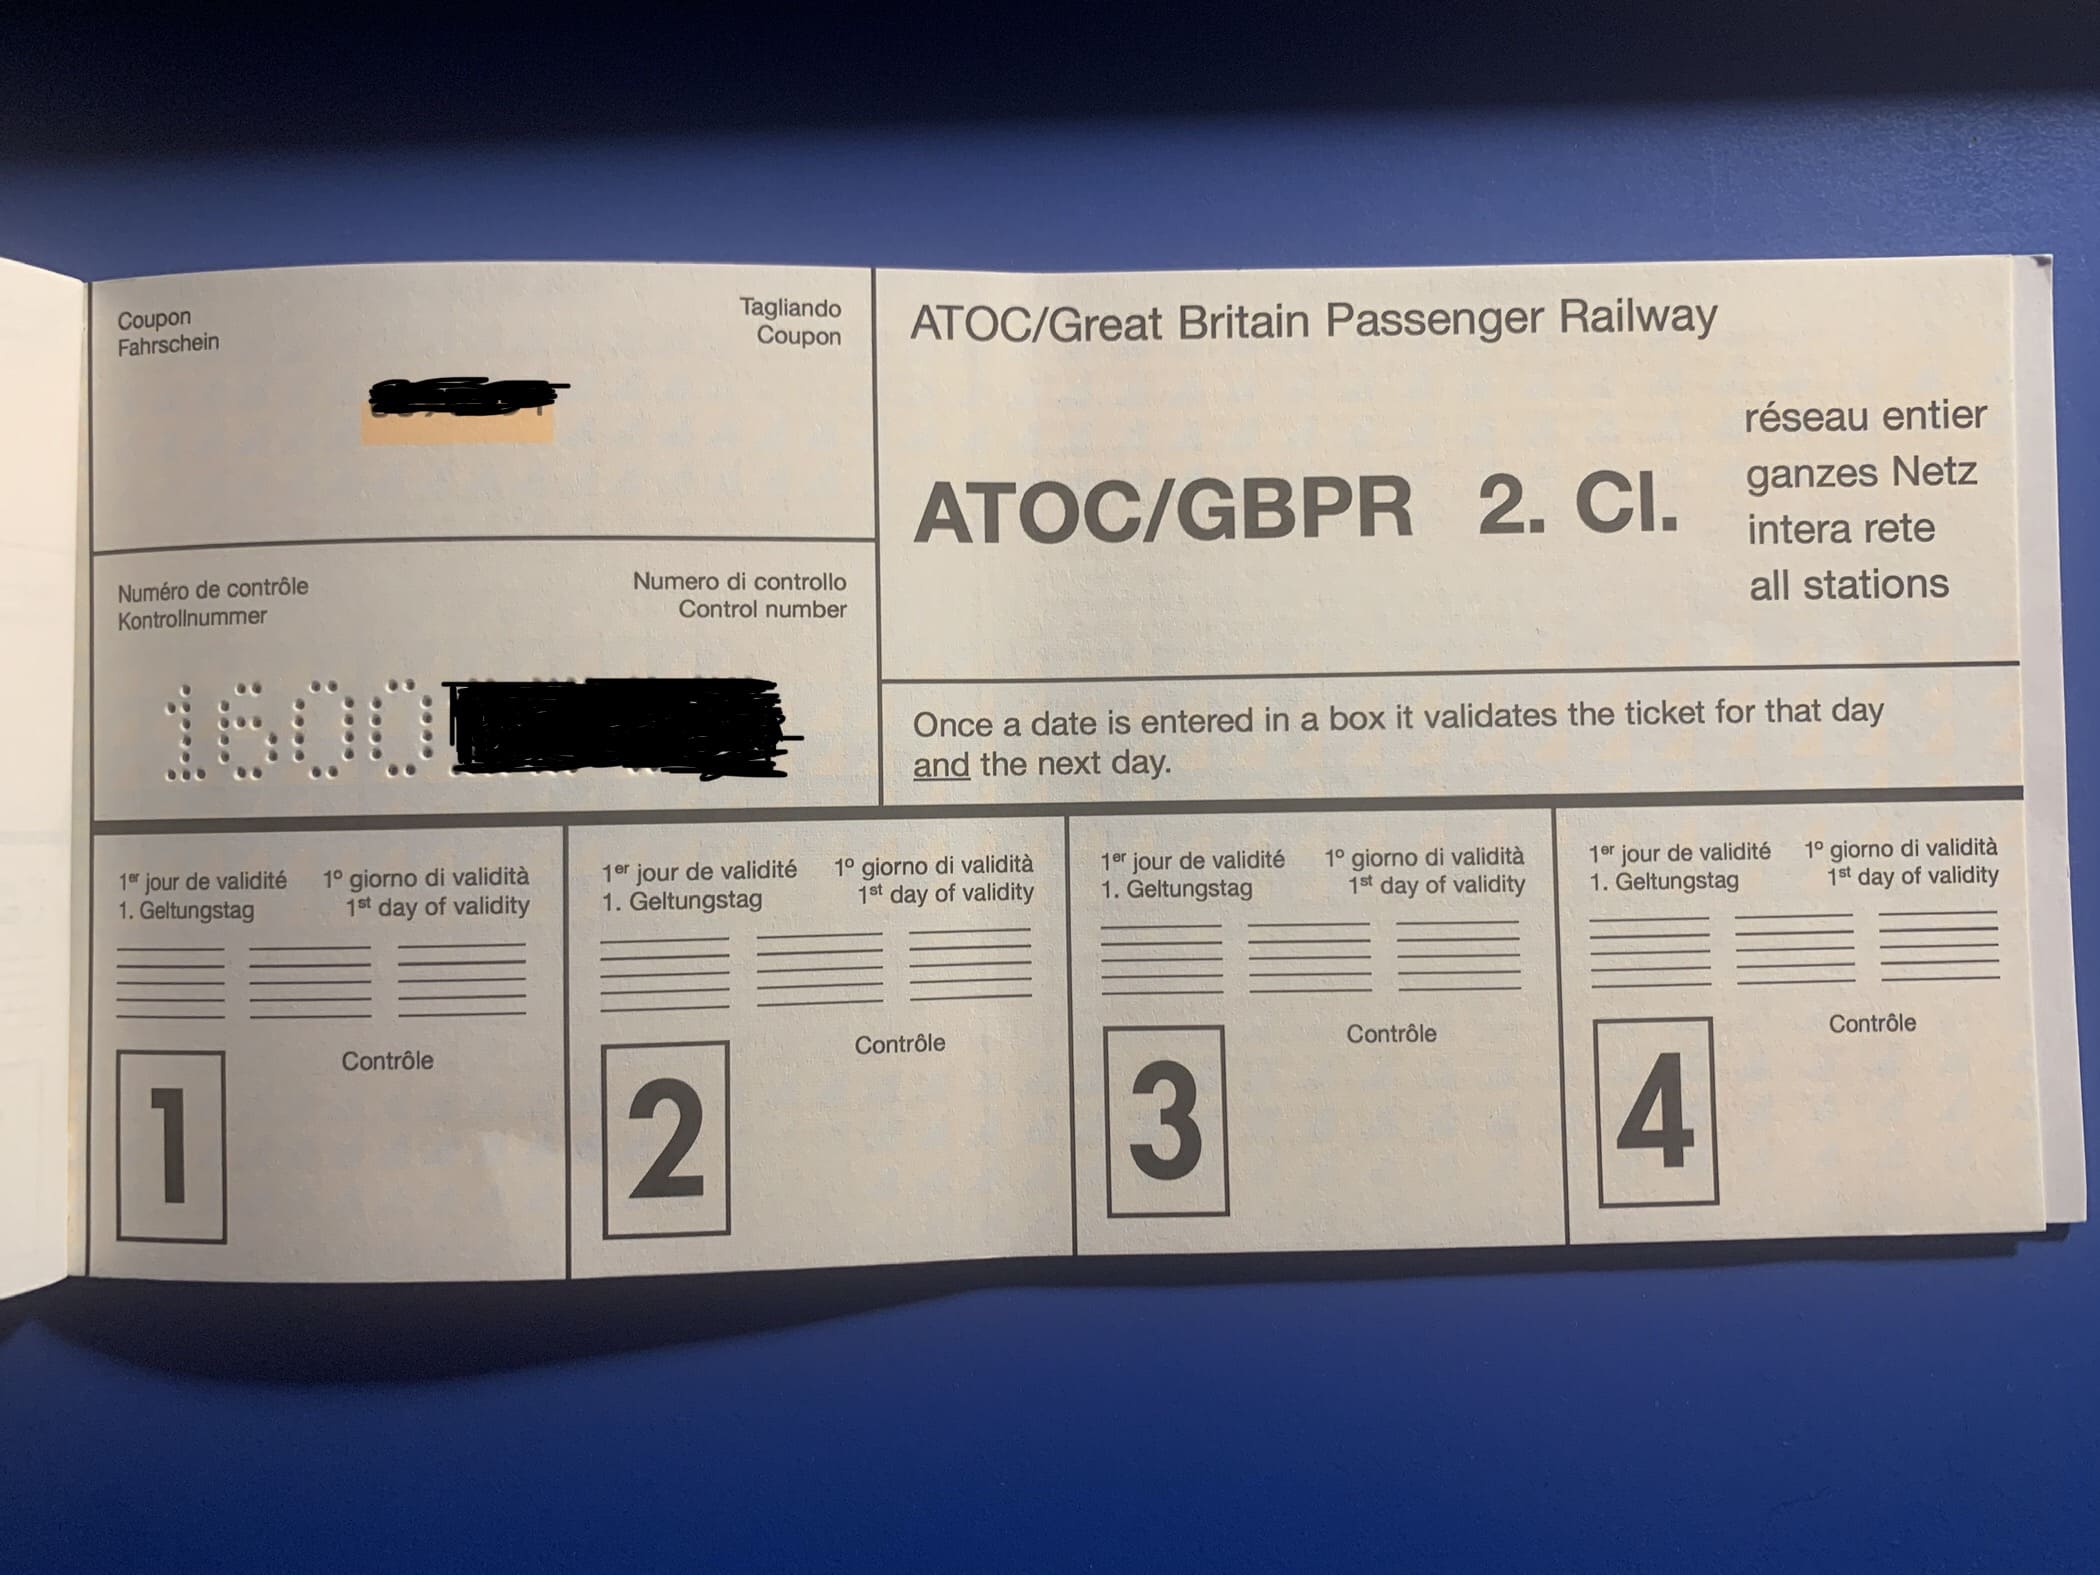 Coupon
Fahrschein
Tagliando
Coupon
ATOC/Great Britain Passenger Railway
ATOC/GBPR 2. Cl.
réseau entier
ganzes Netz
intera rete
all stations
Numéro de contrôle
Kontrollnummer
Numero di controllo
Control number
1600
Once a date is entered in a box it validates the ticket for that day
and the next day.
1er jour de validité
1. Geltungstag
1º giorno di validità
1st day of validity
Contrôle
1
1er jour de validité
1. Geltungstag
1º giorno di validità
1st day of validity
Contrôle
2
1er jour de validité
1. Geltungstag
1º giorno di validità
1st day of validity
Contrôle
3
1er jour de validité
1. Geltungstag
1º giorno di validità
1st day of validity
Contrôle
4